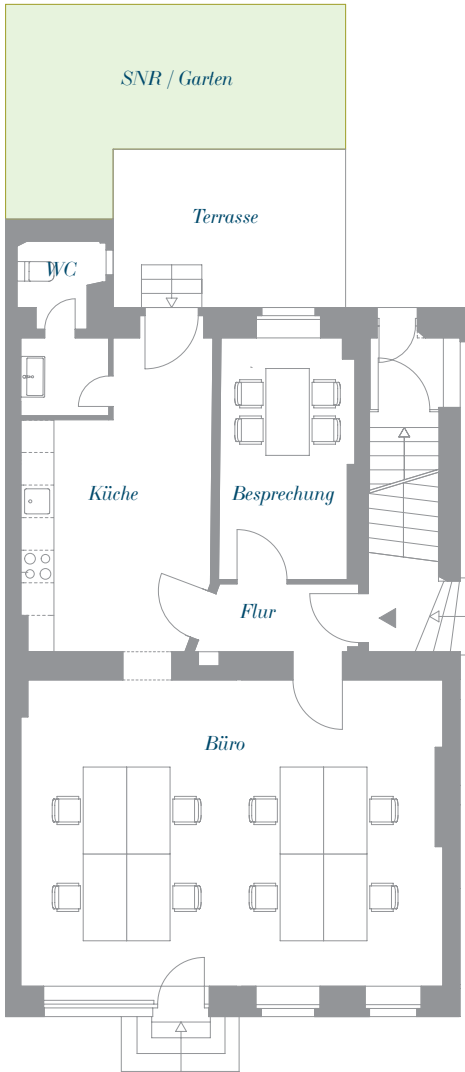 SNR / Garten
Terrasse
WC
Küche
Besprechung
Flur
Büro